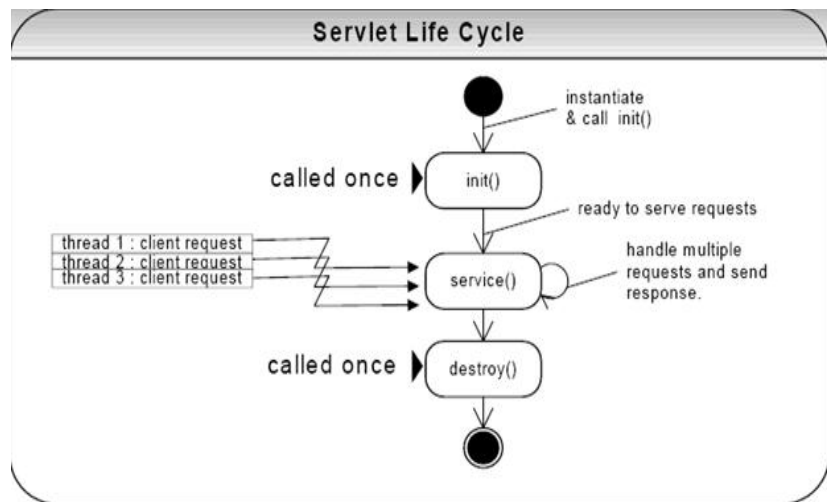 Servlet Life Cycle
instantiate
& call init()
called once
init()
ready to serve requests
thread 1 : client request
thread 2 : client request
thread 3 : client request
service()
handle multiple
requests and send
response.
called once
destroy()